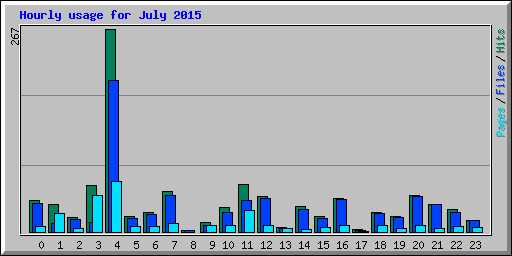 Hourly usage for July 2015
267
Pages/Files/Hits
0 1 2 3 4 5 6 7 8 9 10 11 12 13 14 15 16 17 18 19 20 21 22 23